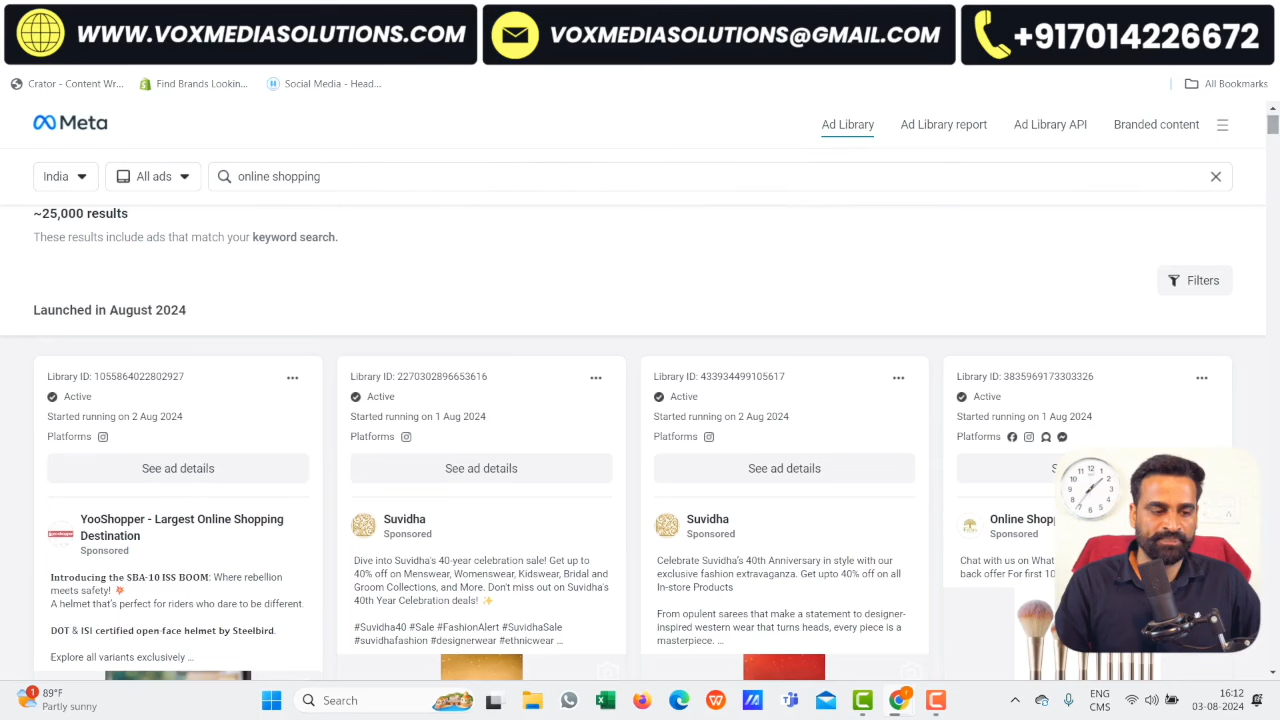 WWW.VOXMEDIASOLUTIONS.COM
VOXMEDIASOLUTIONS@GMAIL.COM
+917014226672
Crator - Content Wr...
Find Brands Lookin...
Social Media - Head...
All Bookmarks
Meta
Ad Library
Ad Library report
Ad Library API
Branded content
India
All ads
online shopping
~25,000 results
These results include ads that match your keyword search.
Filters
Launched in August 2024
Library ID: 1055864022802927
Active
Started running on 2 Aug 2024
Platforms
See ad details
YooShopper - Largest Online Shopping
Destination
Sponsored
Introducing the SBA-10 ISS BOOM: Where rebellion
meets safety!
A helmet that's perfect for riders who dare to be different.
DOT & ISI certified open-face helmet by Steelbird.
Explore all variants exclusively ...
Library ID: 2270302896653616
Active
Started running on 1 Aug 2024
Platforms
See ad details
Suvidha
Sponsored
Dive into Suvidha's 40-year celebration sale! Get up to
40% off on Menswear, Womenswear, Kidswear, Bridal and
Groom Collections, and More. Don't miss out on Suvidha's
40th Year Celebration deals! ✨
#Suvidha40 #Sale #FashionAlert #SuvidhaSale
#suvidhafashion #designerwear #ethnicwear ...
Library ID: 433934499105617
Active
Started running on 2 Aug 2024
Platforms
See ad details
Suvidha
Sponsored
Celebrate Suvidha's 40th Anniversary in style with our
exclusive fashion extravaganza. Get upto 40% off on all
In-store Products
From opulent sarees that make a statement to designer-
inspired western wear that turns heads, every piece is a
masterpiece. ...
Library ID: 3835969173303326
Active
Started running on 1 Aug 2024
Platforms
Online Shop
Sponsored
Chat with us on What
back offer For first 10
1
89°F
Partly sunny
Search
ENG
CMS
16:12
03-08-2024